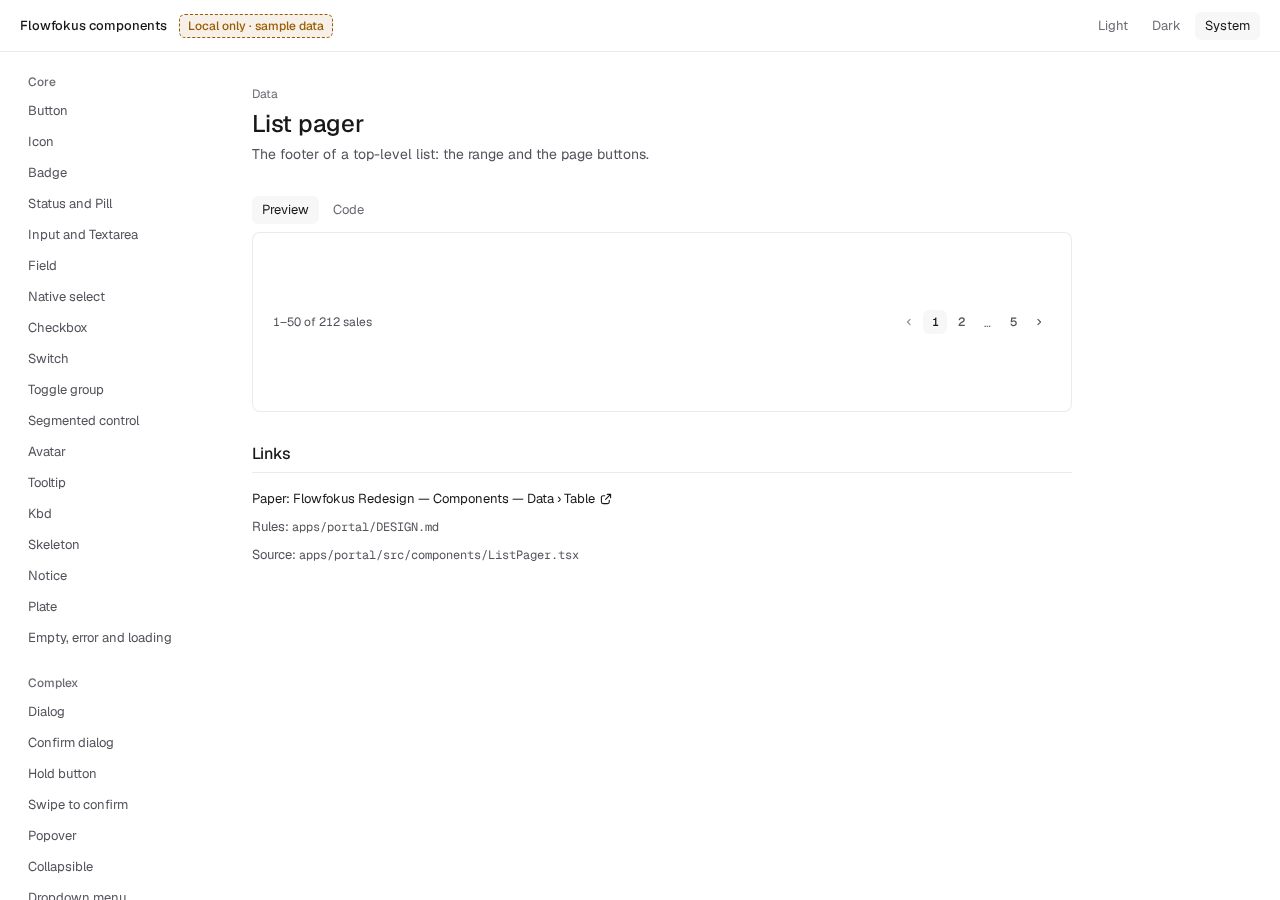 Flowfokus components
Local only · sample data
Light
Dark
System
Core
Button
Icon
Badge
Status and Pill
Input and Textarea
Field
Native select
Checkbox
Switch
Toggle group
Segmented control
Avatar
Tooltip
Kbd
Skeleton
Notice
Plate
Empty, error and loading
Complex
Dialog
Confirm dialog
Hold button
Swipe to confirm
Popover
Collapsible
Dropdown menu
Data
List pager
The footer of a top-level list: the range and the page buttons.
Preview
Code
1–50 of 212 sales
‹ 1 2 … 5 ›
Links
Paper: Flowfokus Redesign — Components — Data › Table
Rules: apps/portal/DESIGN.md
Source: apps/portal/src/components/ListPager.tsx